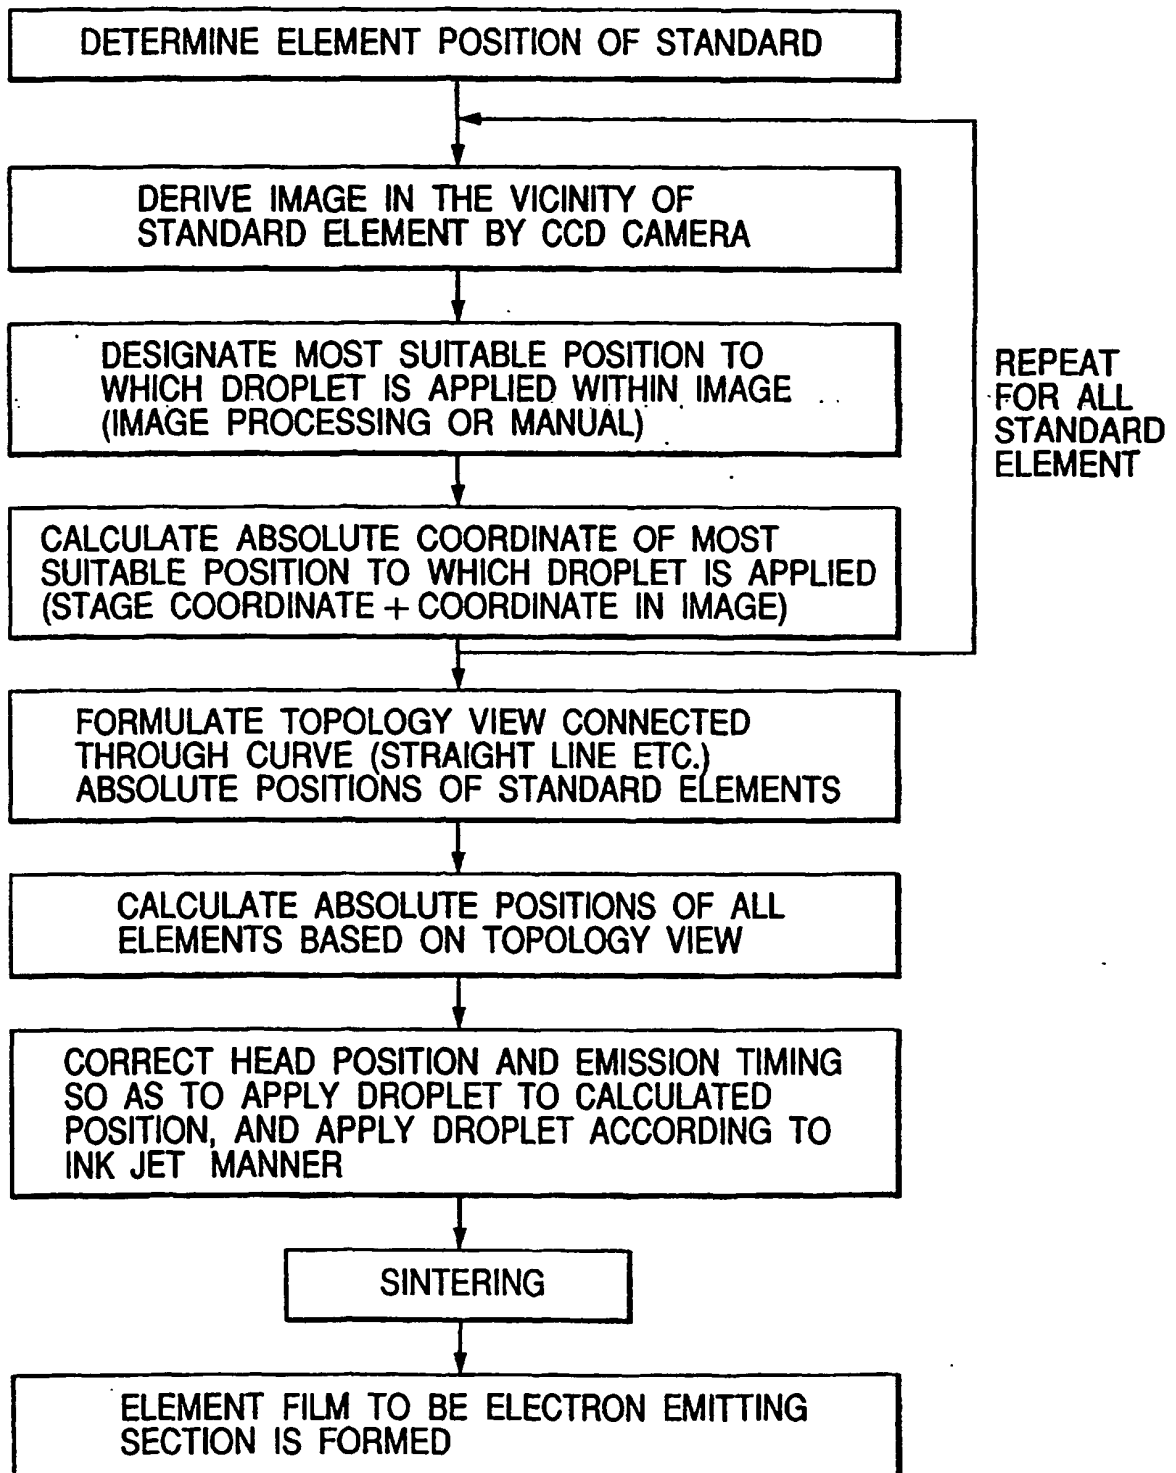 DETERMINE ELEMENT POSITION OF STANDARD
DERIVE IMAGE IN THE VICINITY OF
STANDARD ELEMENT BY CCD CAMERA
DESIGNATE MOST SUITABLE POSITION TO
WHICH DROPLET IS APPLIED WITHIN IMAGE
(IMAGE PROCESSING OR MANUAL)
REPEAT
FOR ALL
STANDARD
ELEMENT
CALCULATE ABSOLUTE COORDINATE OF MOST
SUITABLE POSITION TO WHICH DROPLET IS APPLIED
(STAGE COORDINATE + COORDINATE IN IMAGE)
FORMULATE TOPOLOGY VIEW CONNECTED
THROUGH CURVE (STRAIGHT LINE ETC.)
ABSOLUTE POSITIONS OF STANDARD ELEMENTS
CALCULATE ABSOLUTE POSITIONS OF ALL
ELEMENTS BASED ON TOPOLOGY VIEW
CORRECT HEAD POSITION AND EMISSION TIMING
SO AS TO APPLY DROPLET TO CALCULATED
POSITION, AND APPLY DROPLET ACCORDING TO
INK JET MANNER
SINTERING
ELEMENT FILM TO BE ELECTRON EMITTING
SECTION IS FORMED